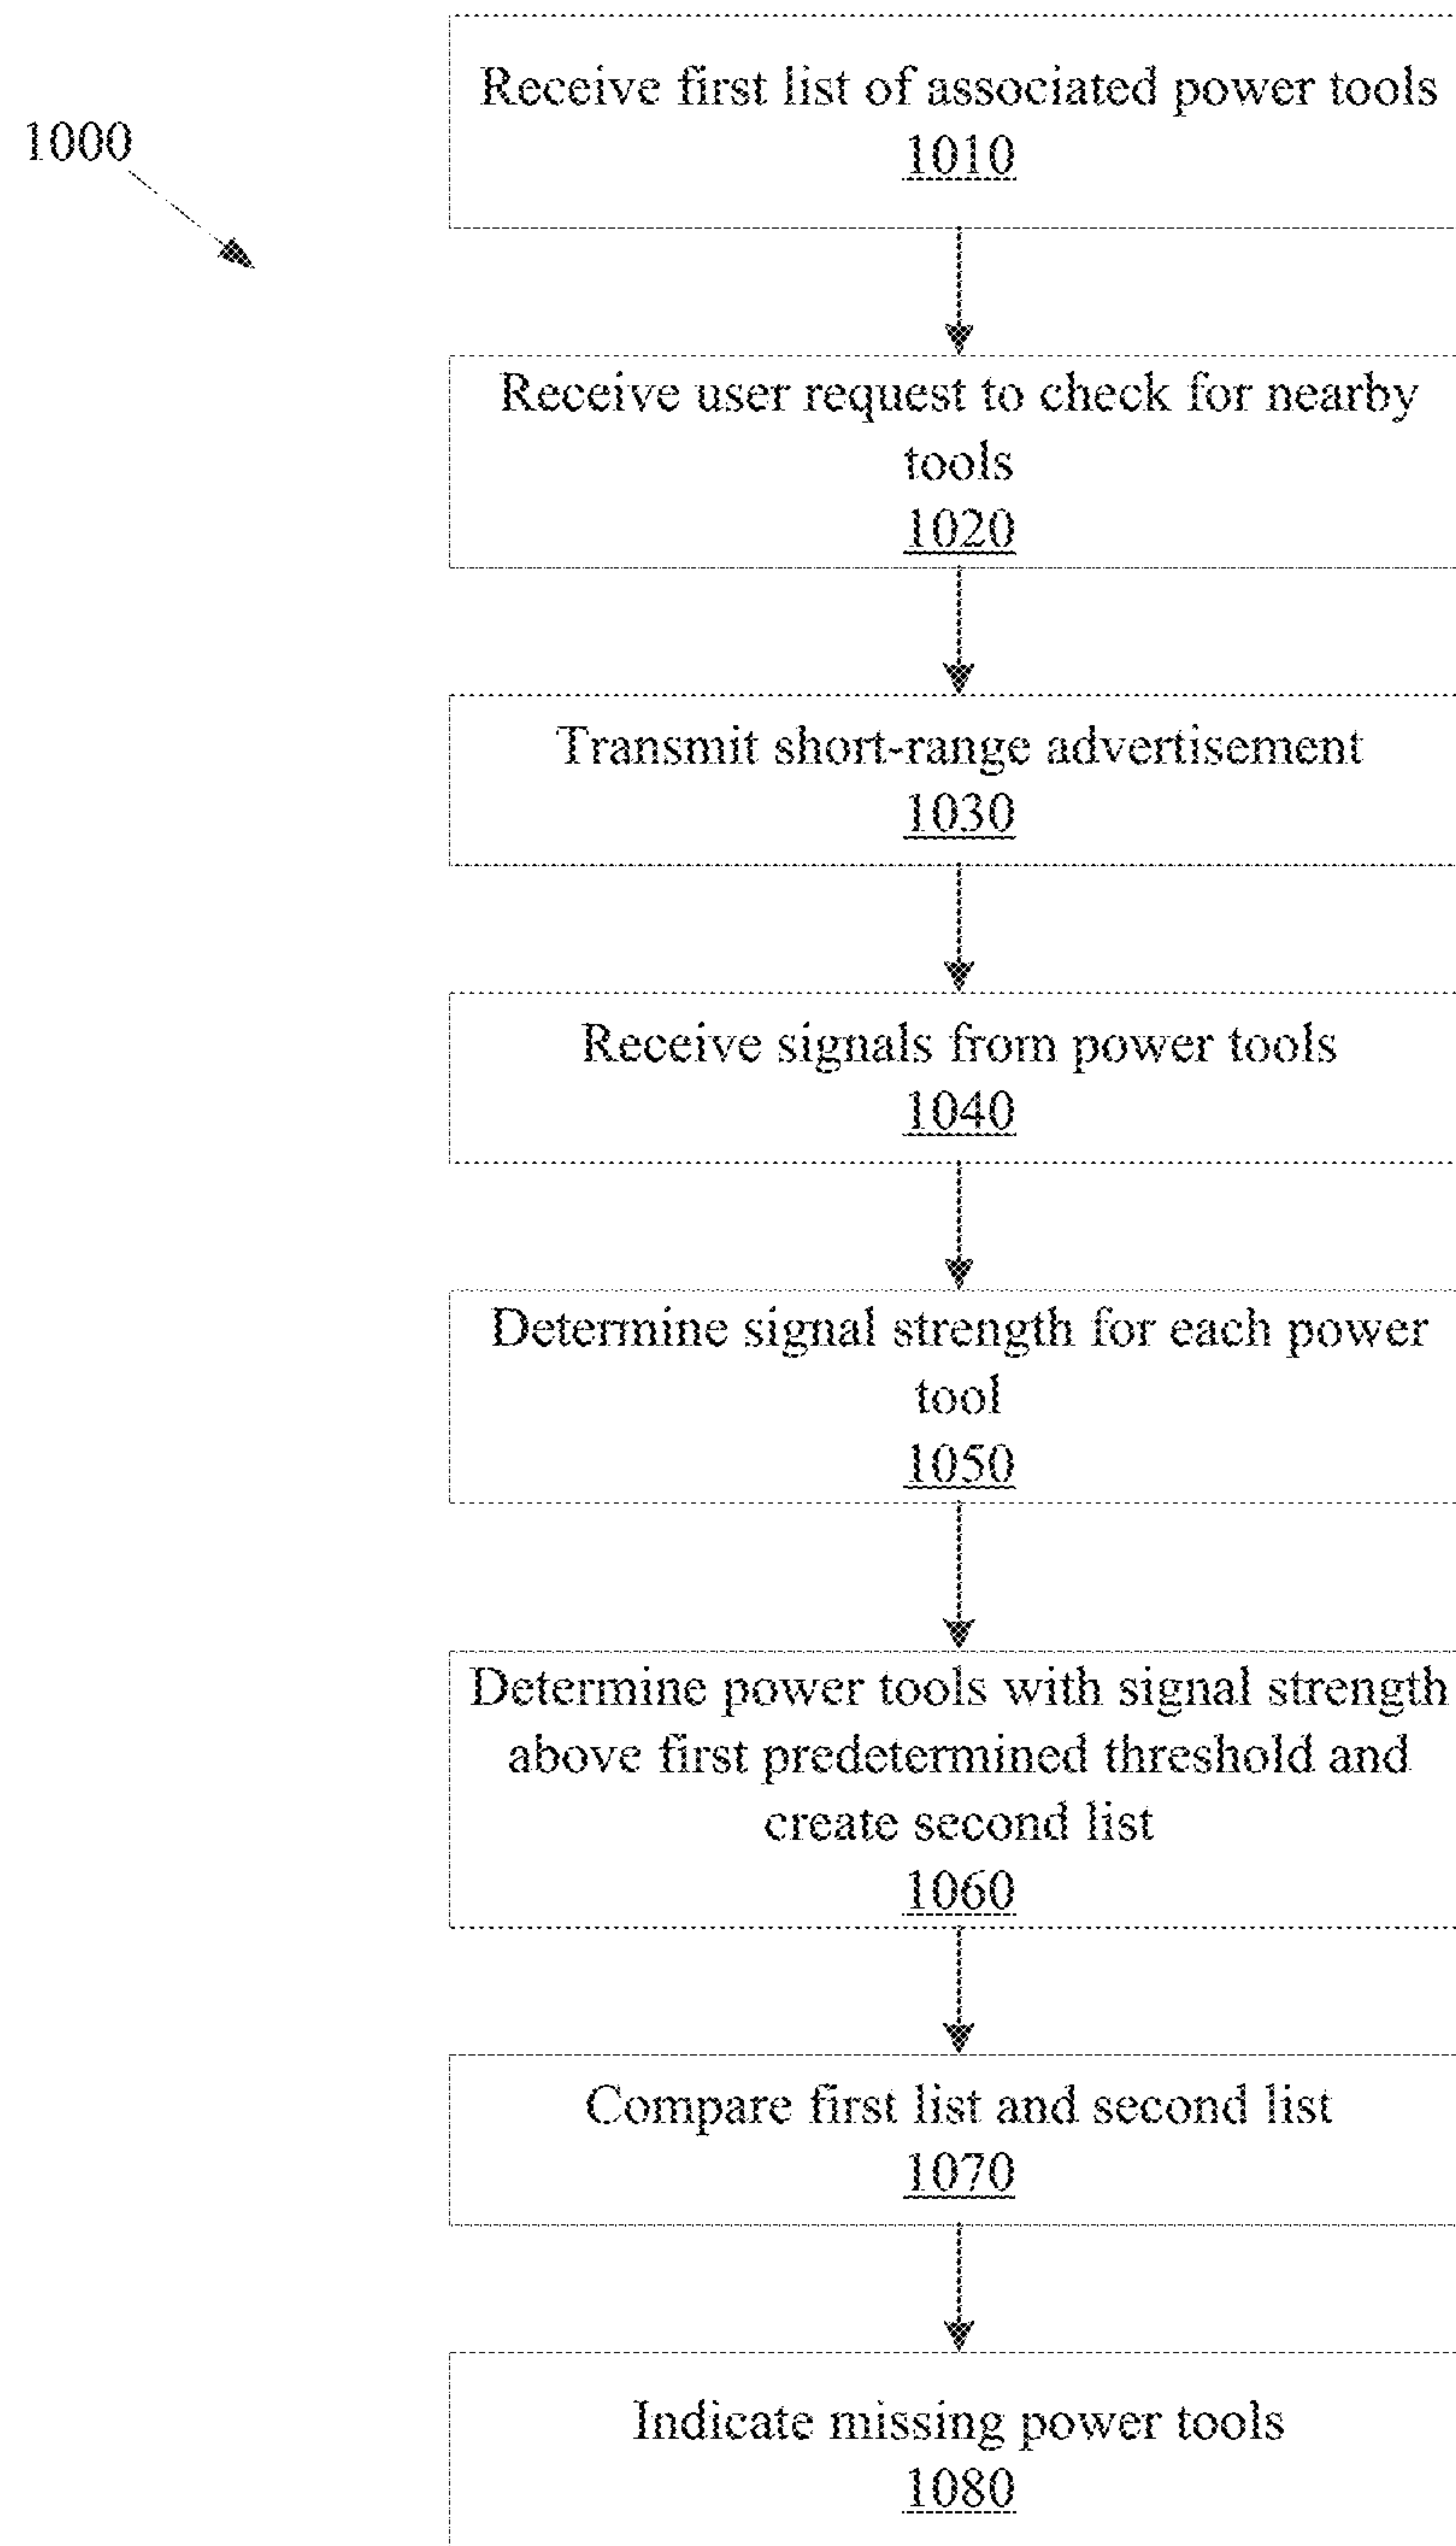 1000
Receive first list of associated power tools
1010
Receive user request to check for nearby
tools
1020
Transmit short-range advertisement
1030
Receive signals from power tools
1040
Determine signal strength for each power
tool
1050
Determine power tools with signal strength
above first predetermined threshold and
create second list
1060
Compare first list and second list
1070
Indicate missing power tools
1080